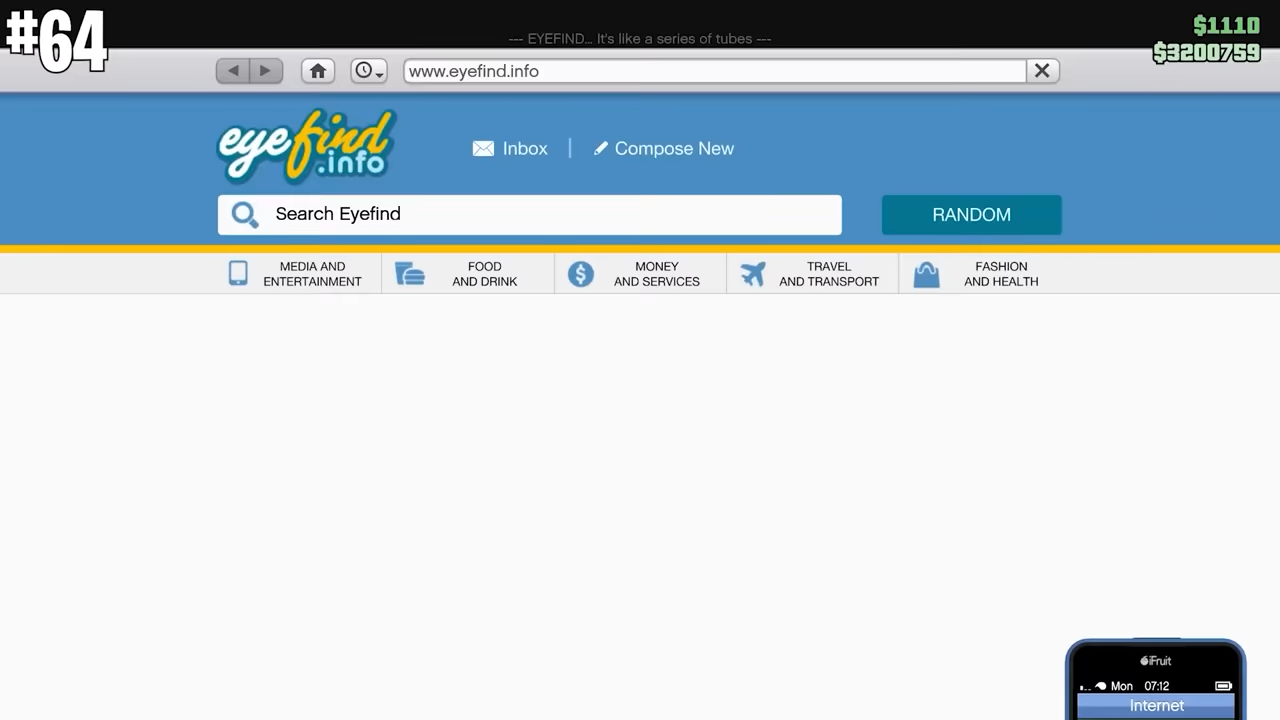 #64
$1110
--- EYEFIND... It's like a series of tubes ---
$3200759
www.eyefind.info
eyefind
.info
Inbox
Compose New
Search Eyefind
RANDOM
MEDIA AND
ENTERTAINMENT
FOOD
AND DRINK
MONEY
AND SERVICES
TRAVEL
AND TRANSPORT
FASHION
AND HEALTH
iFruit
Mon 07:12
Internet